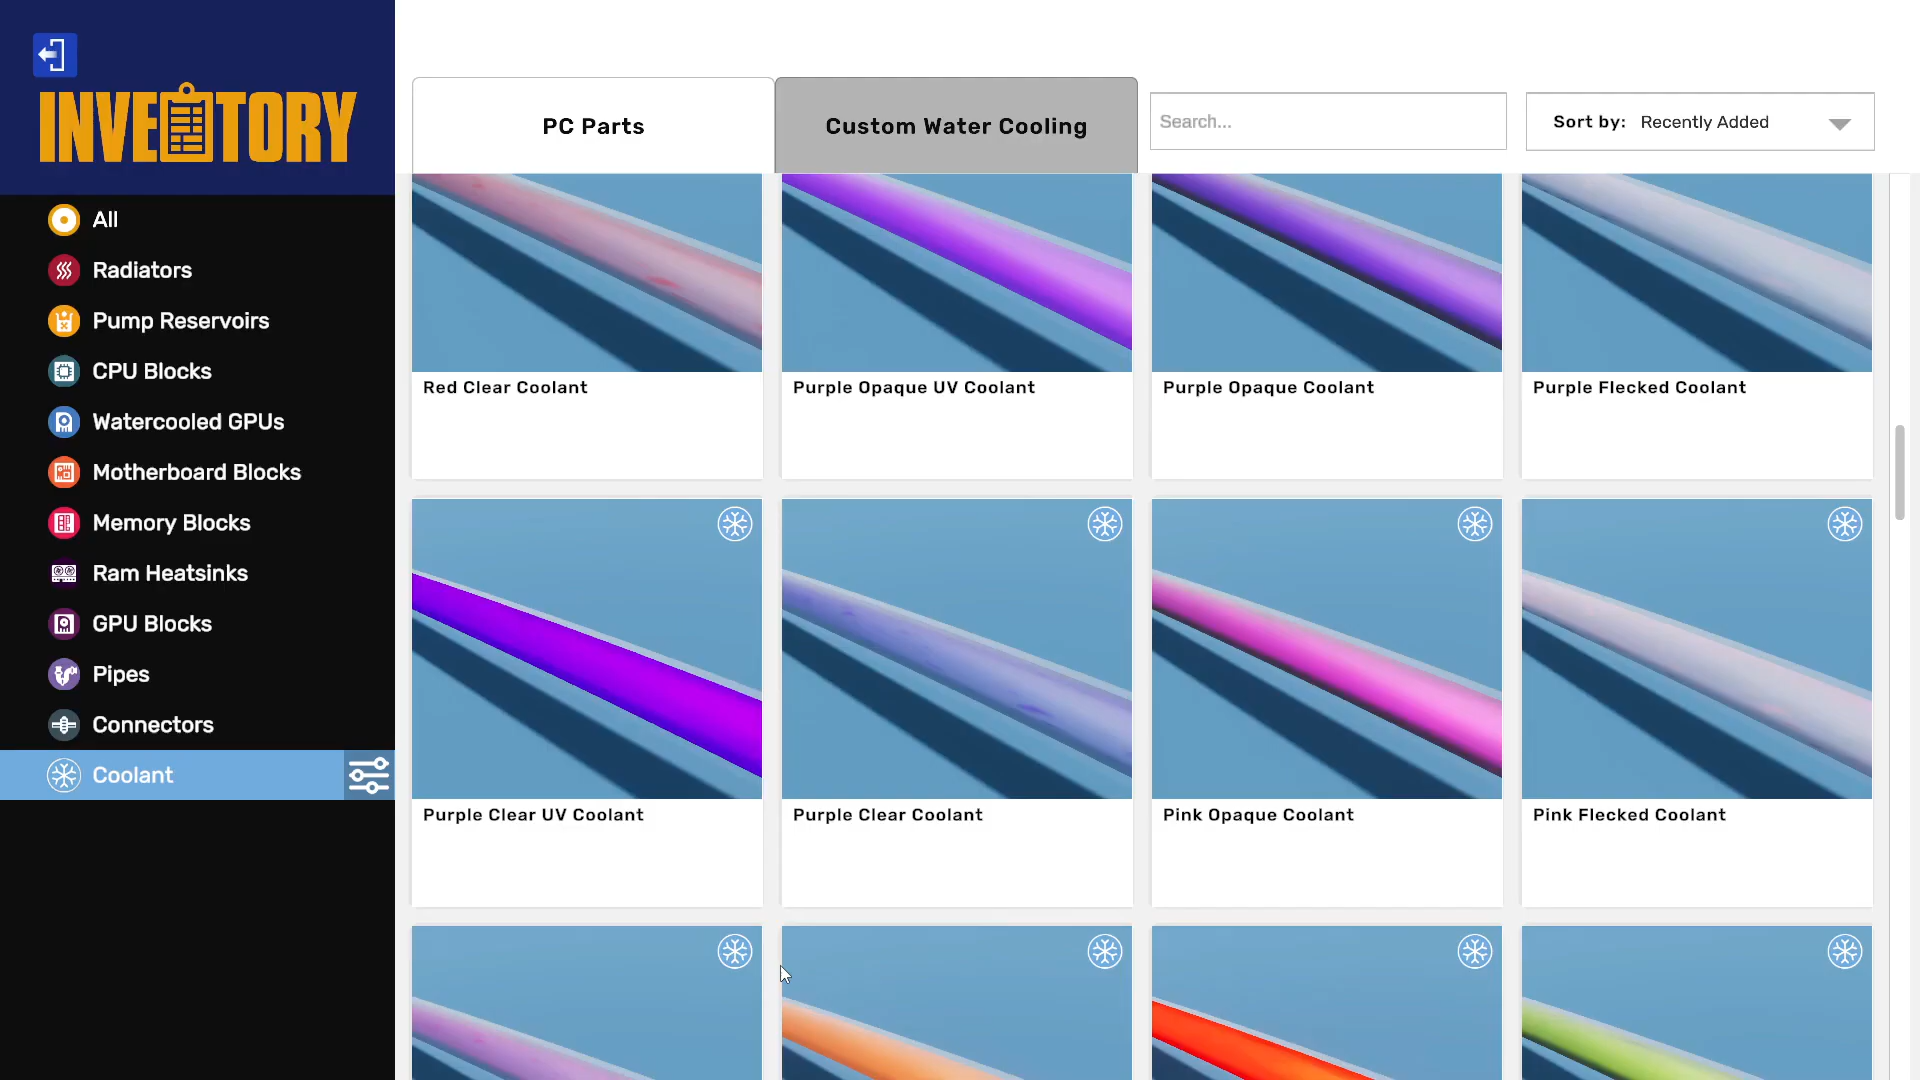 INVENTORY
PC Parts
Custom Water Cooling
Search...
Sort by: Recently Added
All
Radiators
Pump Reservoirs
CPU Blocks
Watercooled GPUs
Motherboard Blocks
Memory Blocks
Ram Heatsinks
GPU Blocks
Pipes
Connectors
Coolant
Red Clear Coolant
Purple Opaque UV Coolant
Purple Opaque Coolant
Purple Flecked Coolant
Purple Clear UV Coolant
Purple Clear Coolant
Pink Opaque Coolant
Pink Flecked Coolant